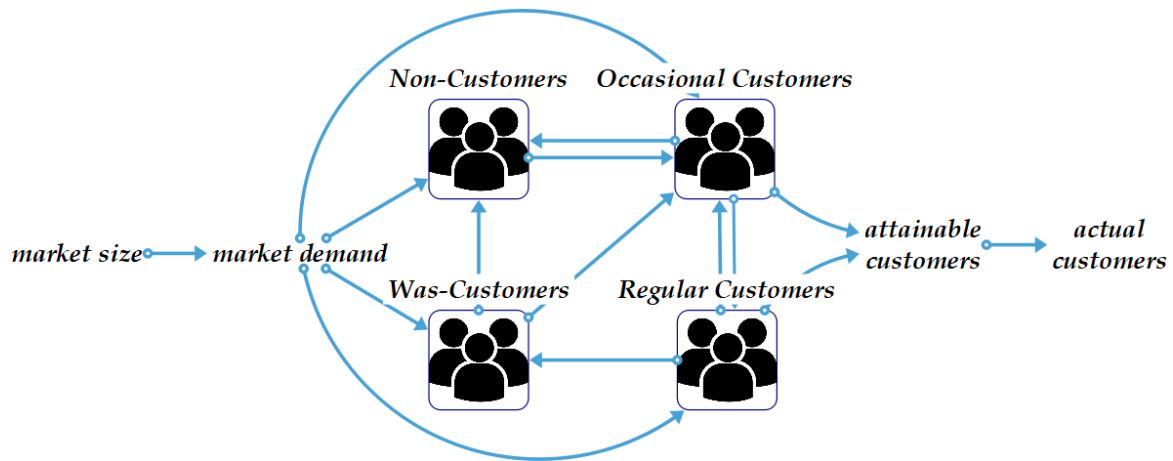 Non-Customers
Occasional Customers
market size
market demand
attainable
customers
actual
customers
Was-Customers
Regular Customers